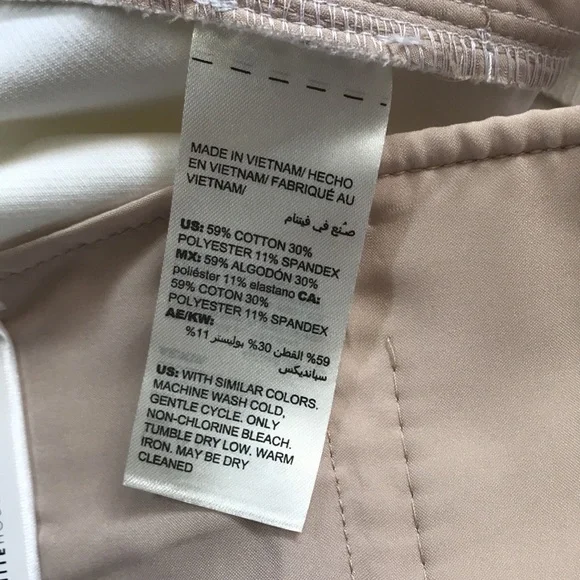 MADE IN VIETNAM/ HECHO
EN VIETNAM/ FABRIQUÉ AU
VIETNAM/
صُنع في فيتنام
US: 59% COTTON 30%
POLYESTER 11% SPANDEX
MX: 59% ALGODÓN 30%
poliéster 11% elastano CA:
59% COTON 30%
POLYESTER 11% SPANDEX
AE/KW:
59% القطن 30% بوليستر 11%
سباندیکس
US: WITH SIMILAR COLORS.
MACHINE WASH COLD,
GENTLE CYCLE. ONLY
NON-CHLORINE BLEACH.
TUMBLE DRY LOW. WARM
IRON. MAY BE DRY
CLEANED